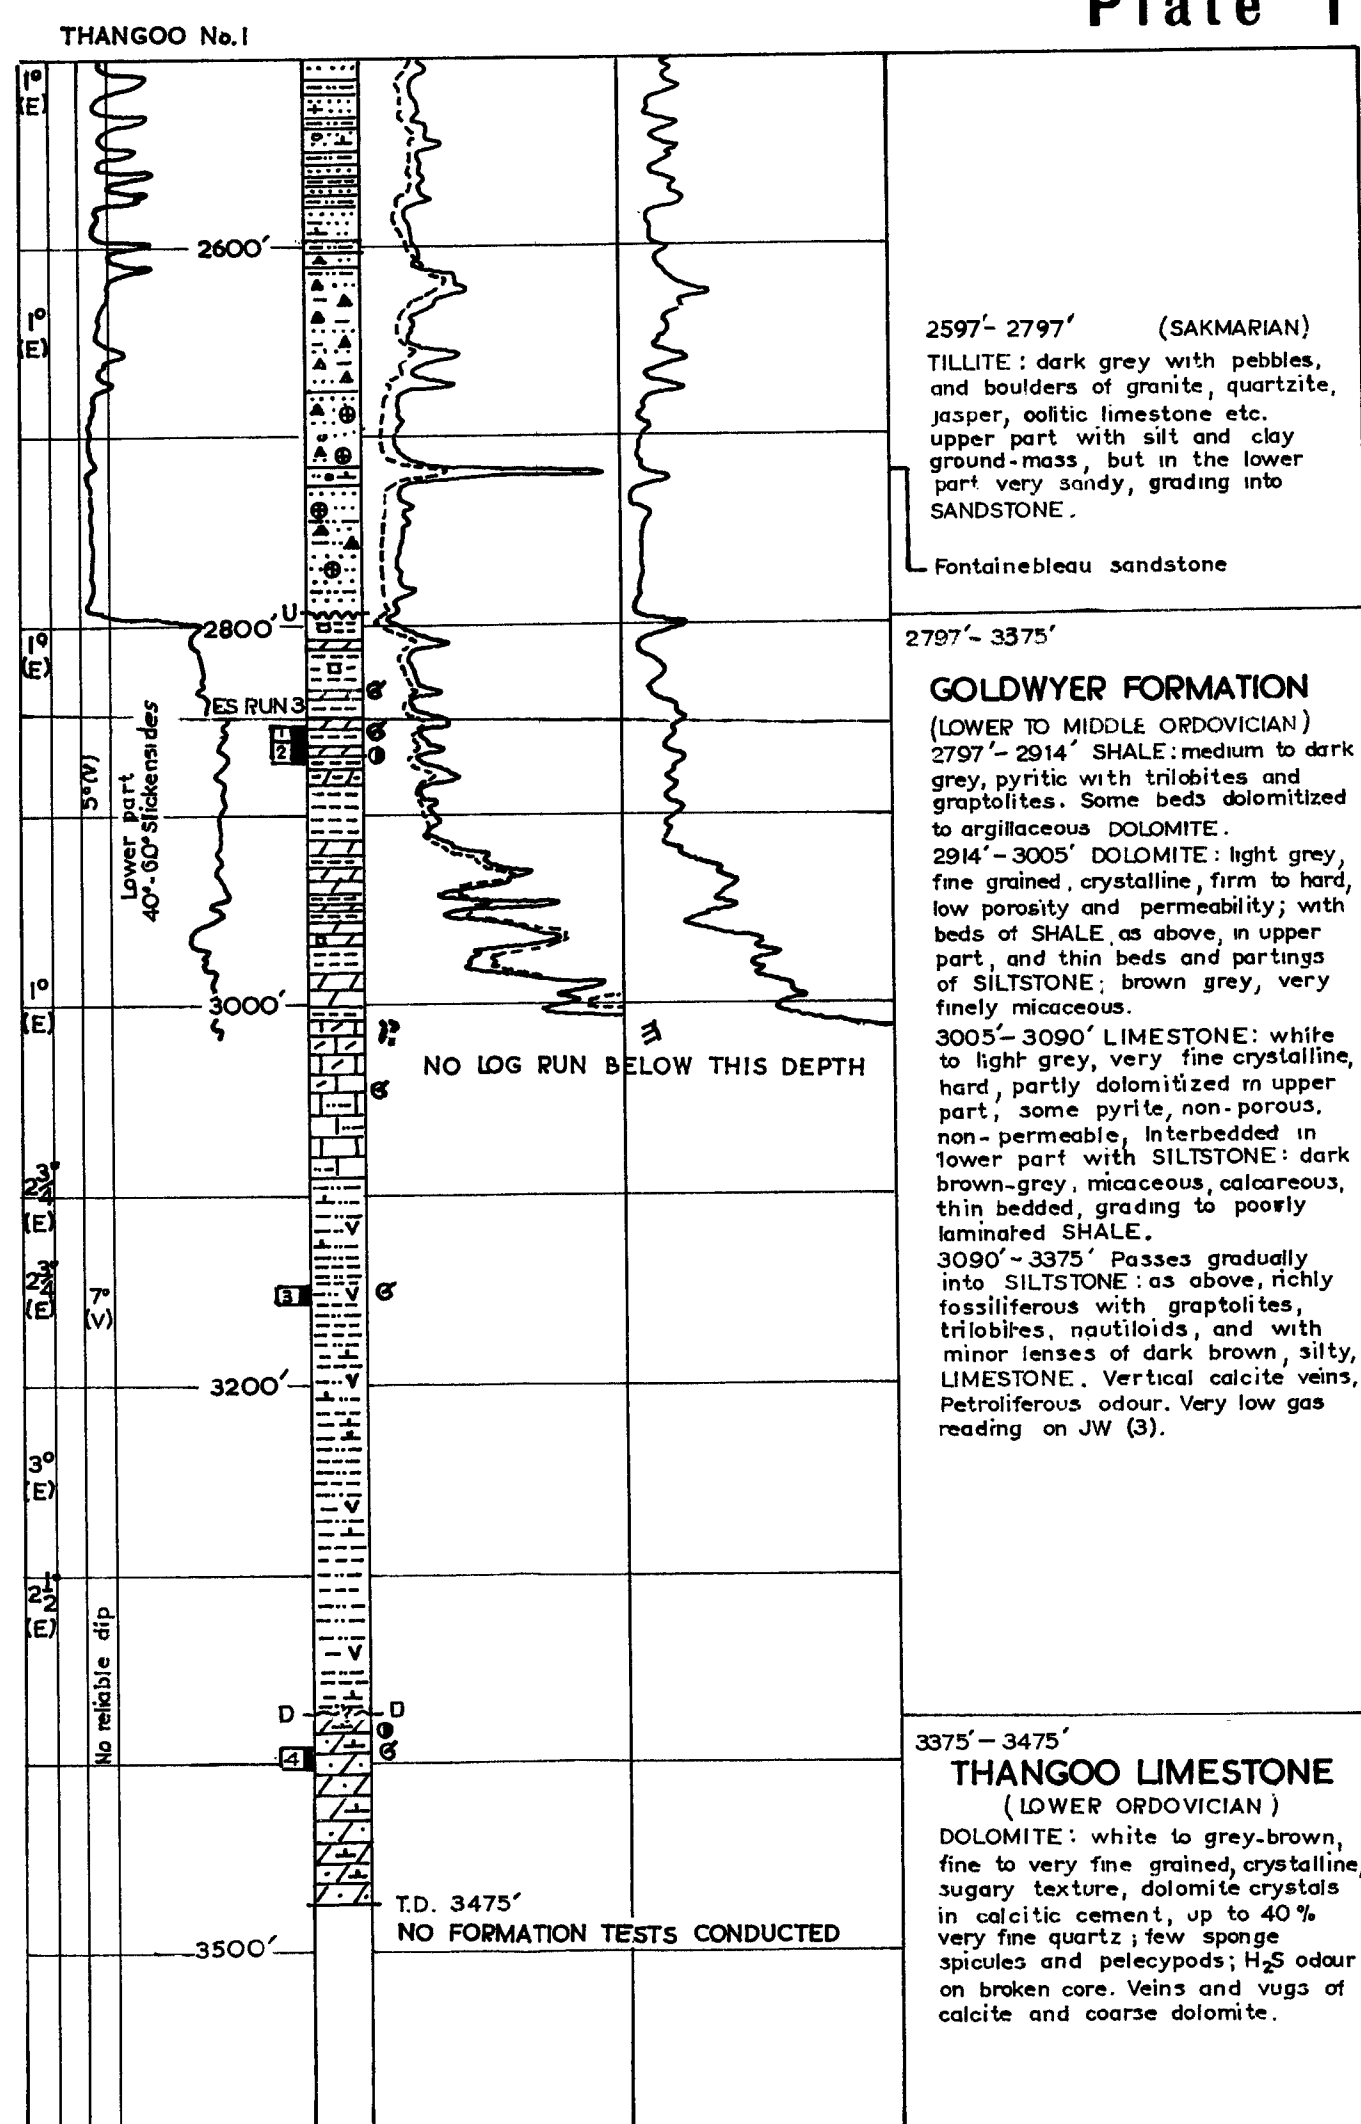 Plate 1
THANGOO No.1
1°
(E)
2600'
1°
(E)
2597'- 2797' (SAKMARIAN)
TILLITE : dark grey with pebbles,
and boulders of granite, quartzite,
jasper, oolitic limestone etc.
upper part with silt and clay
ground-mass, but in the lower
part very sandy, grading into
SANDSTONE.
Fontainebleau sandstone
U
2800'
1°
(E)
2797'- 3375'
GOLDWYER FORMATION
(LOWER TO MIDDLE ORDOVICIAN)
2797'- 2914' SHALE: medium to dark
grey, pyritic with trilobites and
graptolites. Some beds dolomitized
to argillaceous DOLOMITE.
2914'- 3005' DOLOMITE: light grey,
fine grained, crystalline, firm to hard,
low porosity and permeability; with
beds of SHALE, as above, in upper
part, and thin beds and partings
of SILTSTONE; brown grey, very
finely micaceous.
3005'- 3090' LIMESTONE: white
to light grey, very fine crystalline,
hard, partly dolomitized in upper
part, some pyrite, non-porous,
non-permeable, Interbedded in
lower part with SILTSTONE: dark
brown-grey, micaceous, calcareous,
thin bedded, grading to poorly
laminated SHALE.
3090'- 3375' Passes gradually
into SILTSTONE: as above, richly
fossiliferous with graptolites,
trilobites, nautiloids, and with
minor lenses of dark brown, silty,
LIMESTONE. Vertical calcite veins,
Petroliferous odour. Very low gas
reading on JW (3).
ES RUN 3
1
2
5°(V)
Lower part
40°-60° Slickensides
1°
(E)
3000'
NO LOG RUN BELOW THIS DEPTH
2 3/4°
(E)
2 3/4°
(E)
7°
(V)
3
3200'
3°
(E)
2 1/2°
(E)
No reliable dip
D D
4
3375'- 3475'
THANGOO LIMESTONE
(LOWER ORDOVICIAN)
DOLOMITE: white to grey-brown,
fine to very fine grained, crystalline,
sugary texture, dolomite crystals
in calcitic cement, up to 40%
very fine quartz; few sponge
spicules and pelecypods; H₂S odour
on broken core. Veins and vugs of
calcite and coarse dolomite.
T.D. 3475'
NO FORMATION TESTS CONDUCTED
3500'